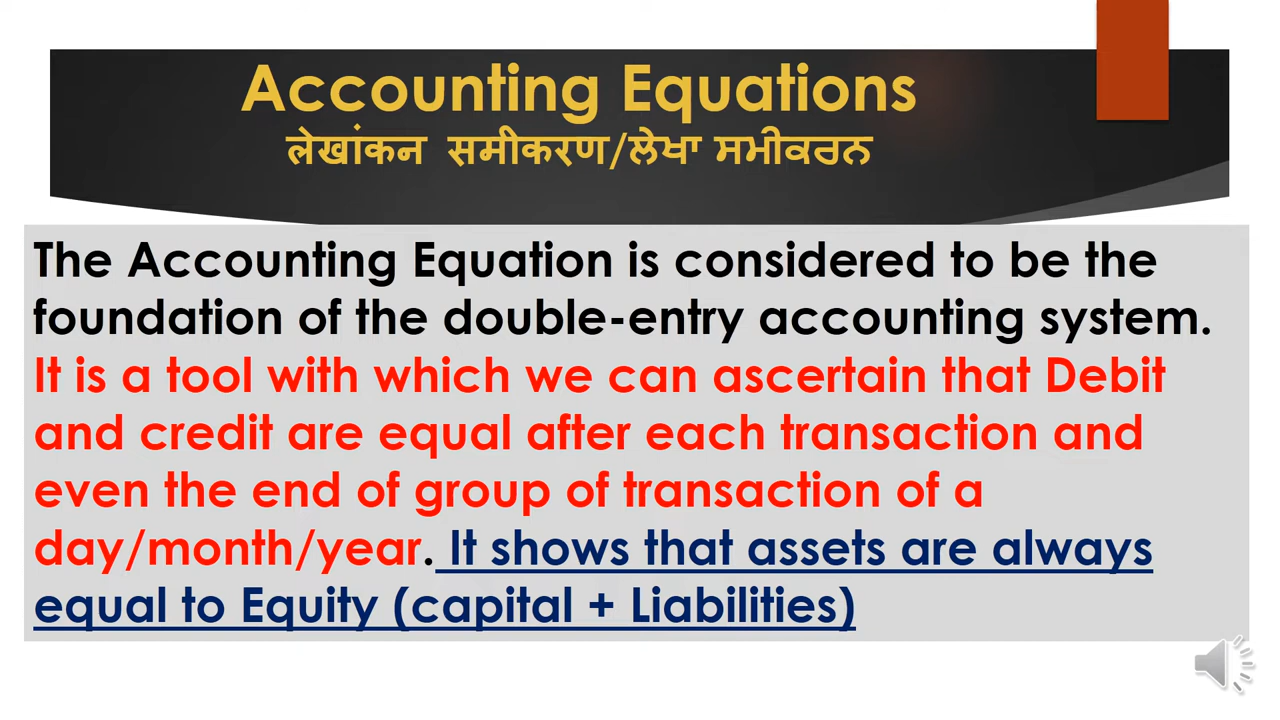 Accounting Equations
लेखांकन समीकरण/ਲੇਖਾ ਸਮੀਕਰਨ
The Accounting Equation is considered to be the
foundation of the double-entry accounting system.
It is a tool with which we can ascertain that Debit
and credit are equal after each transaction and
even the end of group of transaction of a
day/month/year. It shows that assets are always
equal to Equity (capital + Liabilities)